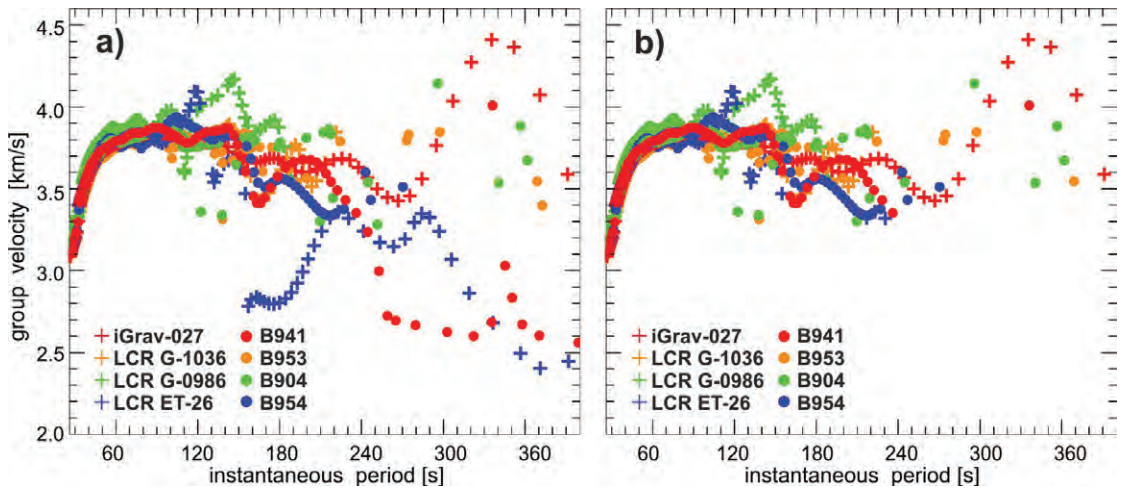 a)
b)
4.5
4.0
3.5
3.0
2.5
2.0
group velocity [km/s]
iGrav-027
LCR G-1036
LCR G-0986
LCR ET-26
B941
B953
B904
B954
iGrav-027
LCR G-1036
LCR G-0986
LCR ET-26
B941
B953
B904
B954
60 120 180 240 300 360
60 120 180 240 300 360
instantaneous period [s]
instantaneous period [s]